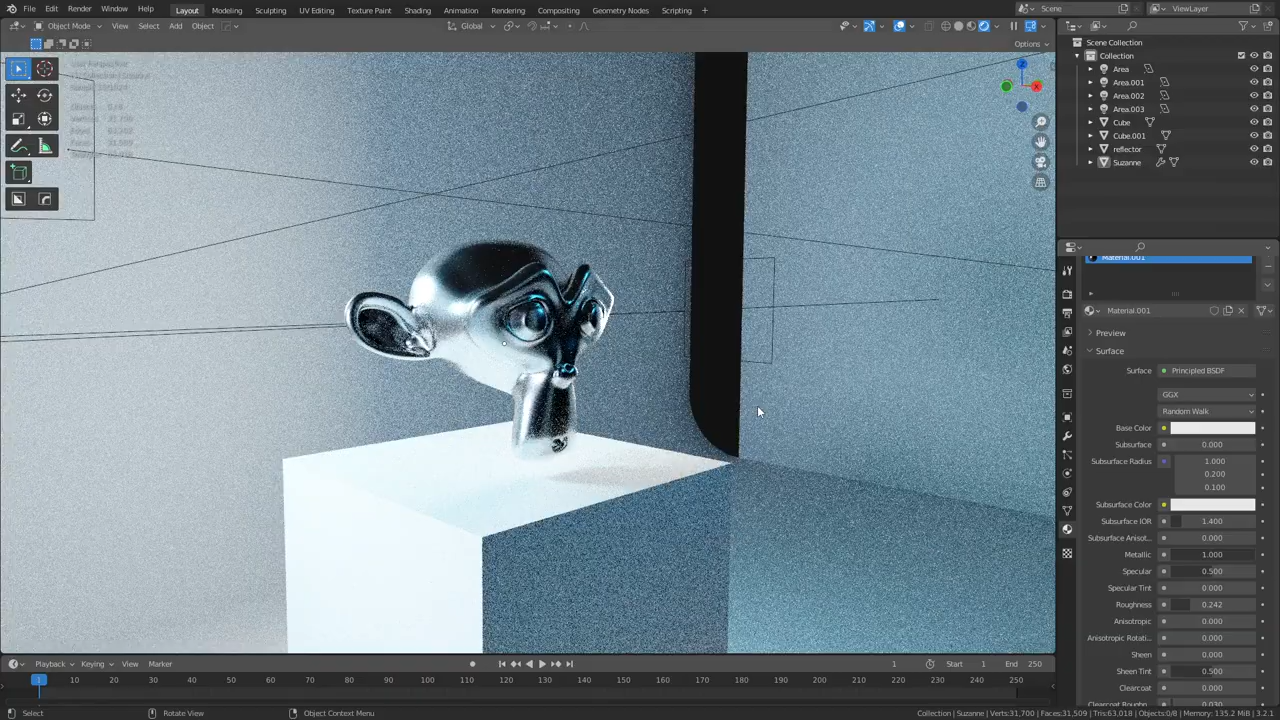 File Edit Render Window Help Layout Modeling Sculpting UV Editing Texture Paint Shading Animation Rendering Compositing Geometry Nodes Scripting + Scene ViewLayer
Object Mode View Select Add Object Global
Options
User Perspective
Scene Collection
Collection
Area
Area.001
Area.002
Area.003
Cube
Cube.001
reflector
Suzanne
X
Z
Material.001
Material.001
Preview
Surface
Surface Principled BSDF
GGX
Random Walk
Base Color
Subsurface 0.000
Subsurface Radius 1.000
0.200
0.100
Subsurface Color
Subsurface IOR 1.400
Subsurface Anisot... 0.000
Metallic 1.000
Specular 0.500
Specular Tint 0.000
Roughness 0.242
Anisotropic 0.000
Anisotropic Rotati... 0.000
Sheen 0.000
Sheen Tint 0.500
Clearcoat 0.000
Clearcoat Roughn... 0.030
Playback Keying View Marker 1 Start 1 End 250
1 10 20 30 40 50 60 70 80 90 100 110 120 130 140 150 160 170 180 190 200 210 220 230 240 250
Select Rotate View Object Context Menu Collection | Suzanne | Verts:31,700 | Faces:31,509 | Tris:63,018 | Objects:0/8 | Memory: 135.2 MiB | 3.2.1